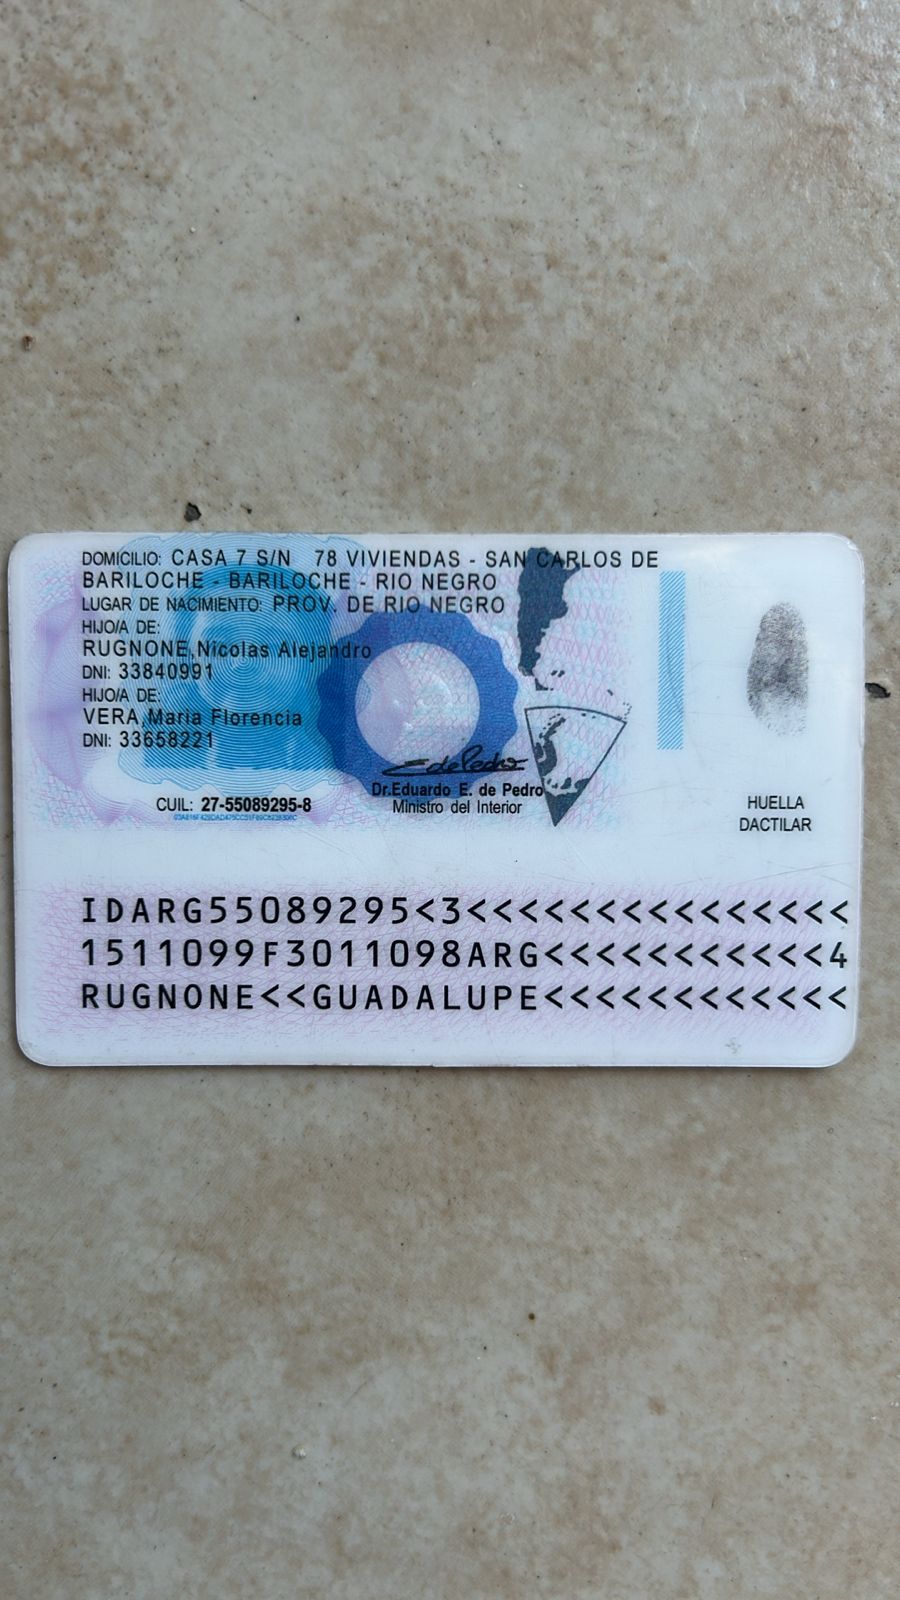 DOMICILIO: CASA 7 S/N 78 VIVIENDAS - SAN CARLOS DE
BARILOCHE - BARILOCHE - RIO NEGRO
LUGAR DE NACIMIENTO: PROV. DE RIO NEGRO
HIJO/A DE:
RUGNONE,Nicolas Alejandro
DNI: 33840991
HIJO/A DE:
VERA,Maria Florencia
DNI: 33658221
Dr.Eduardo E. de Pedro
Ministro del Interior
CUIL: 27-55089295-8
HUELLA
DACTILAR
IDARG55089295<3<<<<<<<<<<<<<<<
1511099F3011098ARG<<<<<<<<<<<4
RUGNONE<<GUADALUPE<<<<<<<<<<<<